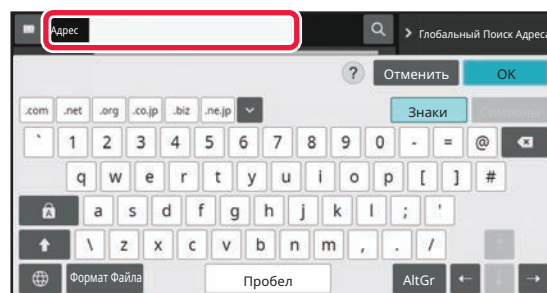 Адрес
Глобальный Поиск Адреса
? Отменить OK
.com .net .org .co.jp .biz .ne.jp Знаки Символы
` 1 2 3 4 5 6 7 8 9 0 - = @
q w e r t y u i o p [ ] #
A a s d f g h j k l ; '
\ z x c v b n m , . /
Формат Файла Пробел AltGr